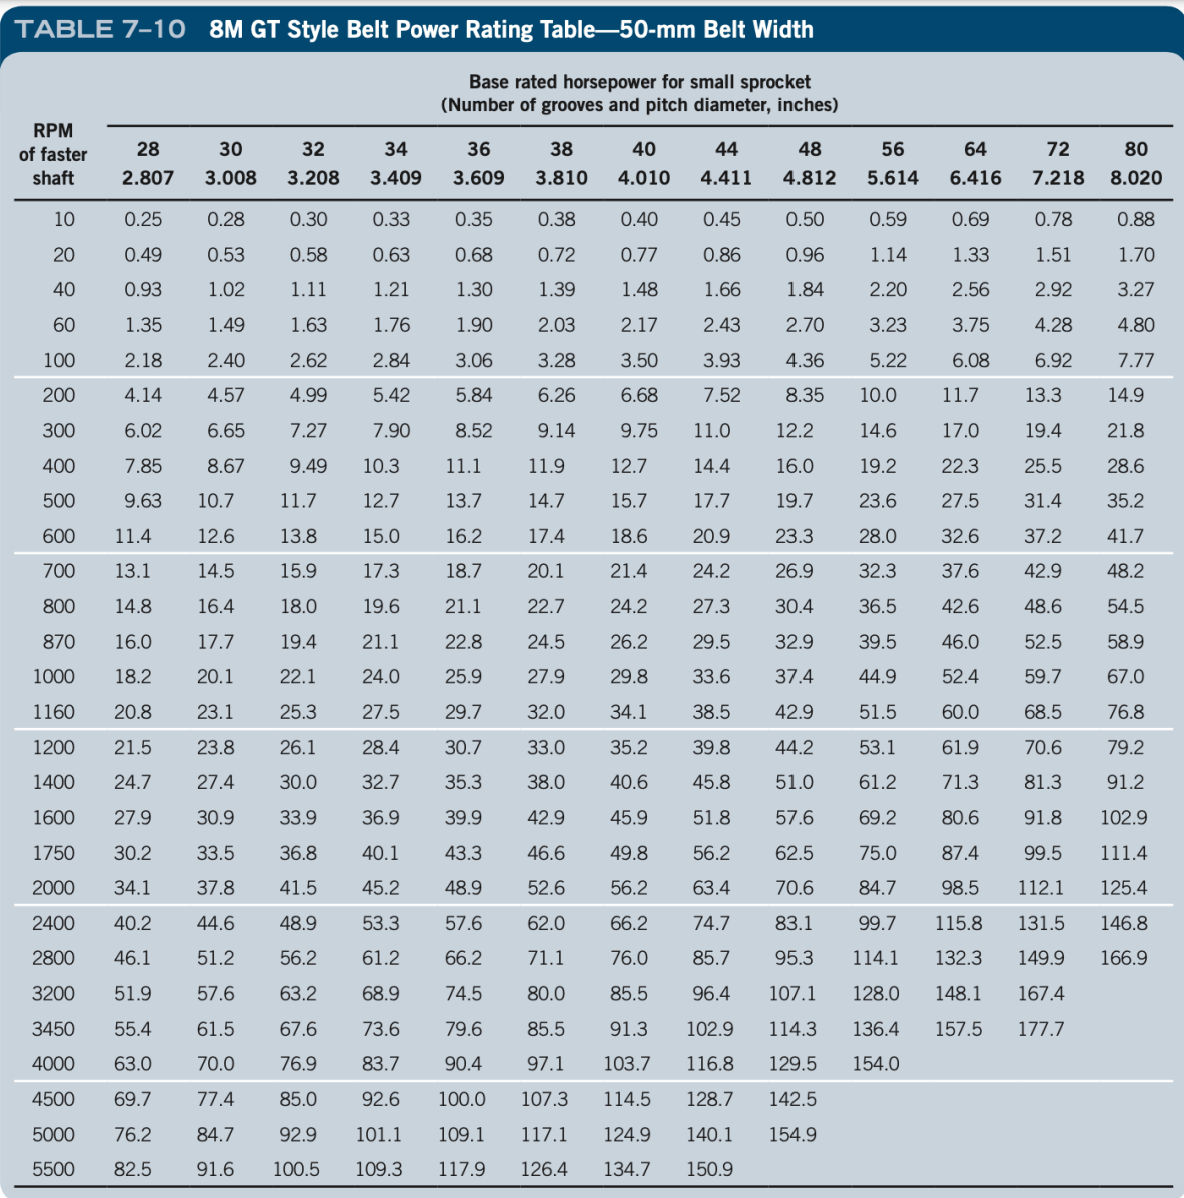 TABLE 7–10 8M GT Style Belt Power Rating Table—50-mm Belt Width
Base rated horsepower for small sprocket
(Number of grooves and pitch diameter, inches)
RPM
of faster 28 30 32 34 36 38 40 44 48 56 64 72 80
shaft 2.807 3.008 3.208 3.409 3.609 3.810 4.010 4.411 4.812 5.614 6.416 7.218 8.020
10 0.25 0.28 0.30 0.33 0.35 0.38 0.40 0.45 0.50 0.59 0.69 0.78 0.88
20 0.49 0.53 0.58 0.63 0.68 0.72 0.77 0.86 0.96 1.14 1.33 1.51 1.70
40 0.93 1.02 1.11 1.21 1.30 1.39 1.48 1.66 1.84 2.20 2.56 2.92 3.27
60 1.35 1.49 1.63 1.76 1.90 2.03 2.17 2.43 2.70 3.23 3.75 4.28 4.80
100 2.18 2.40 2.62 2.84 3.06 3.28 3.50 3.93 4.36 5.22 6.08 6.92 7.77
200 4.14 4.57 4.99 5.42 5.84 6.26 6.68 7.52 8.35 10.0 11.7 13.3 14.9
300 6.02 6.65 7.27 7.90 8.52 9.14 9.75 11.0 12.2 14.6 17.0 19.4 21.8
400 7.85 8.67 9.49 10.3 11.1 11.9 12.7 14.4 16.0 19.2 22.3 25.5 28.6
500 9.63 10.7 11.7 12.7 13.7 14.7 15.7 17.7 19.7 23.6 27.5 31.4 35.2
600 11.4 12.6 13.8 15.0 16.2 17.4 18.6 20.9 23.3 28.0 32.6 37.2 41.7
700 13.1 14.5 15.9 17.3 18.7 20.1 21.4 24.2 26.9 32.3 37.6 42.9 48.2
800 14.8 16.4 18.0 19.6 21.1 22.7 24.2 27.3 30.4 36.5 42.6 48.6 54.5
870 16.0 17.7 19.4 21.1 22.8 24.5 26.2 29.5 32.9 39.5 46.0 52.5 58.9
1000 18.2 20.1 22.1 24.0 25.9 27.9 29.8 33.6 37.4 44.9 52.4 59.7 67.0
1160 20.8 23.1 25.3 27.5 29.7 32.0 34.1 38.5 42.9 51.5 60.0 68.5 76.8
1200 21.5 23.8 26.1 28.4 30.7 33.0 35.2 39.8 44.2 53.1 61.9 70.6 79.2
1400 24.7 27.4 30.0 32.7 35.3 38.0 40.6 45.8 51.0 61.2 71.3 81.3 91.2
1600 27.9 30.9 33.9 36.9 39.9 42.9 45.9 51.8 57.6 69.2 80.6 91.8 102.9
1750 30.2 33.5 36.8 40.1 43.3 46.6 49.8 56.2 62.5 75.0 87.4 99.5 111.4
2000 34.1 37.8 41.5 45.2 48.9 52.6 56.2 63.4 70.6 84.7 98.5 112.1 125.4
2400 40.2 44.6 48.9 53.3 57.6 62.0 66.2 74.7 83.1 99.7 115.8 131.5 146.8
2800 46.1 51.2 56.2 61.2 66.2 71.1 76.0 85.7 95.3 114.1 132.3 149.9 166.9
3200 51.9 57.6 63.2 68.9 74.5 80.0 85.5 96.4 107.1 128.0 148.1 167.4
3450 55.4 61.5 67.6 73.6 79.6 85.5 91.3 102.9 114.3 136.4 157.5 177.7
4000 63.0 70.0 76.9 83.7 90.4 97.1 103.7 116.8 129.5 154.0
4500 69.7 77.4 85.0 92.6 100.0 107.3 114.5 128.7 142.5
5000 76.2 84.7 92.9 101.1 109.1 117.1 124.9 140.1 154.9
5500 82.5 91.6 100.5 109.3 117.9 126.4 134.7 150.9